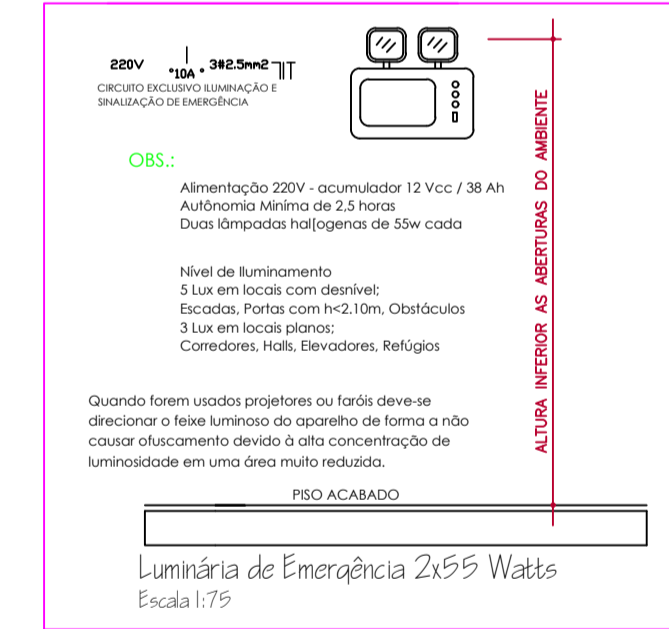 220V °10A • 3#2.5mm2
CIRCUITO EXCLUSIVO ILUMINAÇÃO E
SINALIZAÇÃO DE EMERGÊNCIA
OBS.:
Alimentação 220V - acumulador 12 Vcc / 38 Ah
Autônomia Miníma de 2,5 horas
Duas lâmpadas hal[ogenas de 55w cada
Nível de Iluminamento
5 Lux em locais com desnível;
Escadas, Portas com h<2.10m, Obstáculos
3 Lux em locais planos;
Corredores, Halls, Elevadores, Refúgios
Quando forem usados projetores ou faróis deve-se
direcionar o feixe luminoso do aparelho de forma a não
causar ofuscamento devido à alta concentração de
luminosidade em uma área muito reduzida.
ALTURA INFERIOR AS ABERTURAS DO AMBIENTE
PISO ACABADO
Luminária de Emergência 2x55 Watts
Escala 1:75